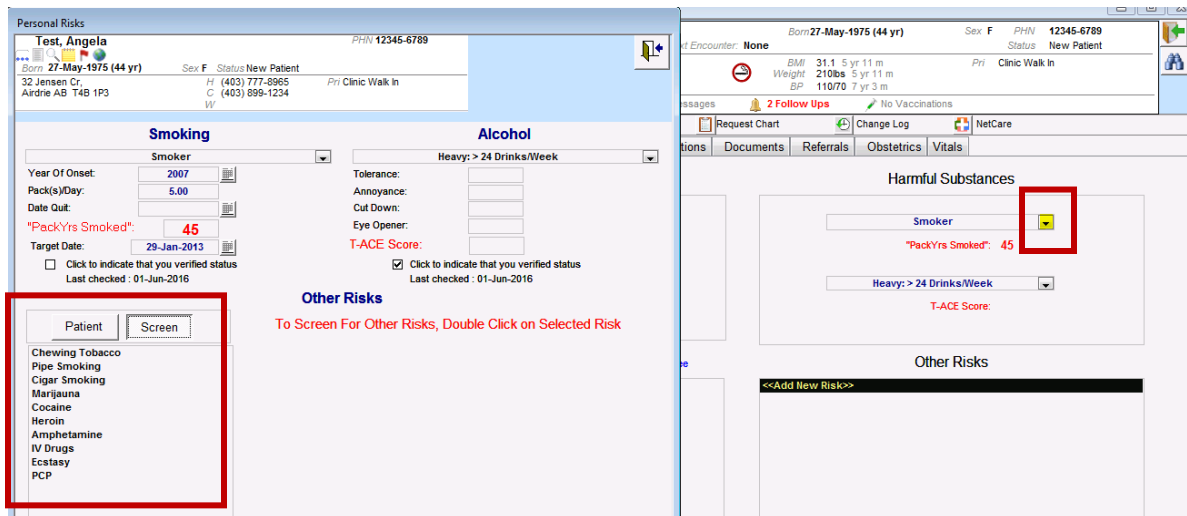 Personal Risks
Test, Angela
PHN 12345-6789
Born 27-May-1975 (44 yr) Sex F Status New Patient
32 Jensen Cr, H (403) 777-8965 Pri Clinic Walk In
Airdrie AB T4B 1P3 C (403) 899-1234
W
Smoking
Smoker
Year Of Onset: 2007
Pack(s)/Day: 5.00
Date Quit:
"PackYrs Smoked": 45
Target Date: 29-Jan-2013
Click to indicate that you verified status
Last checked : 01-Jun-2016
Alcohol
Heavy: > 24 Drinks/Week
Tolerance:
Annoyance:
Cut Down:
Eye Opener:
T-ACE Score:
Click to indicate that you verified status
Last checked : 01-Jun-2016
Other Risks
To Screen For Other Risks, Double Click on Selected Risk
Patient Screen
Chewing Tobacco
Pipe Smoking
Cigar Smoking
Marijauna
Cocaine
Heroin
Amphetamine
IV Drugs
Ecstasy
PCP
Born 27-May-1975 (44 yr) Sex F PHN 12345-6789
Encounter: None Status New Patient
BMI 31.1 5 yr 11 m Pri Clinic Walk In
Weight 210lbs 5 yr 11 m
BP 110/70 7 yr 3 m
2 Follow Ups No Vaccinations
Request Chart Change Log NetCare
Documents Referrals Obstetrics Vitals
Harmful Substances
Smoker
"PackYrs Smoked": 45
Heavy: > 24 Drinks/Week
T-ACE Score:
Other Risks
<<Add New Risk>>